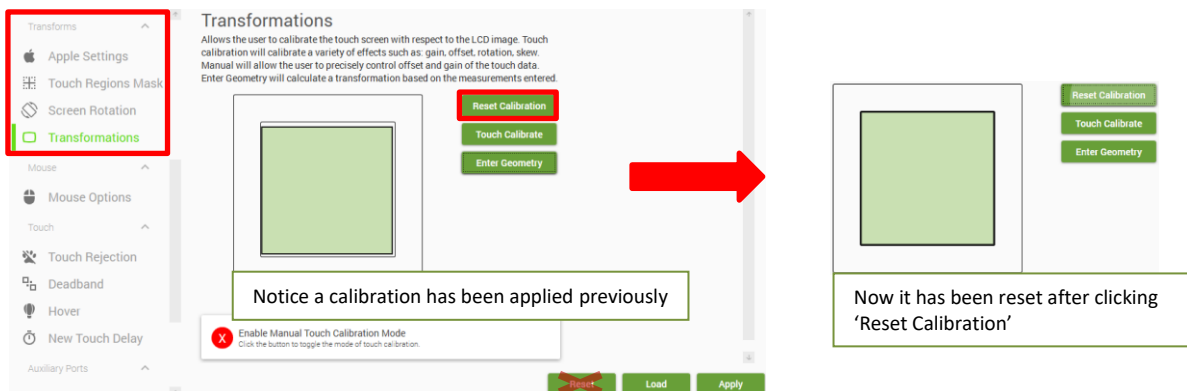 Transforms
Apple Settings
Touch Regions Mask
Screen Rotation
Transformations
Mouse
Mouse Options
Touch
Touch Rejection
Deadband
Hover
New Touch Delay
Auxiliary Ports
Transformations
Allows the user to calibrate the touch screen with respect to the LCD image. Touch
calibration will calibrate a variety of effects such as: gain, offset, rotation, skew.
Manual will allow the user to precisely control offset and gain of the touch data.
Enter Geometry will calculate a transformation based on the measurements entered.
Reset Calibration
Touch Calibrate
Enter Geometry
Notice a calibration has been applied previously
X
Enable Manual Touch Calibration Mode
Click the button to toggle the mode of touch calibration.
Reset
Load
Apply
Reset Calibration
Touch Calibrate
Enter Geometry
Now it has been reset after clicking
‘Reset Calibration’